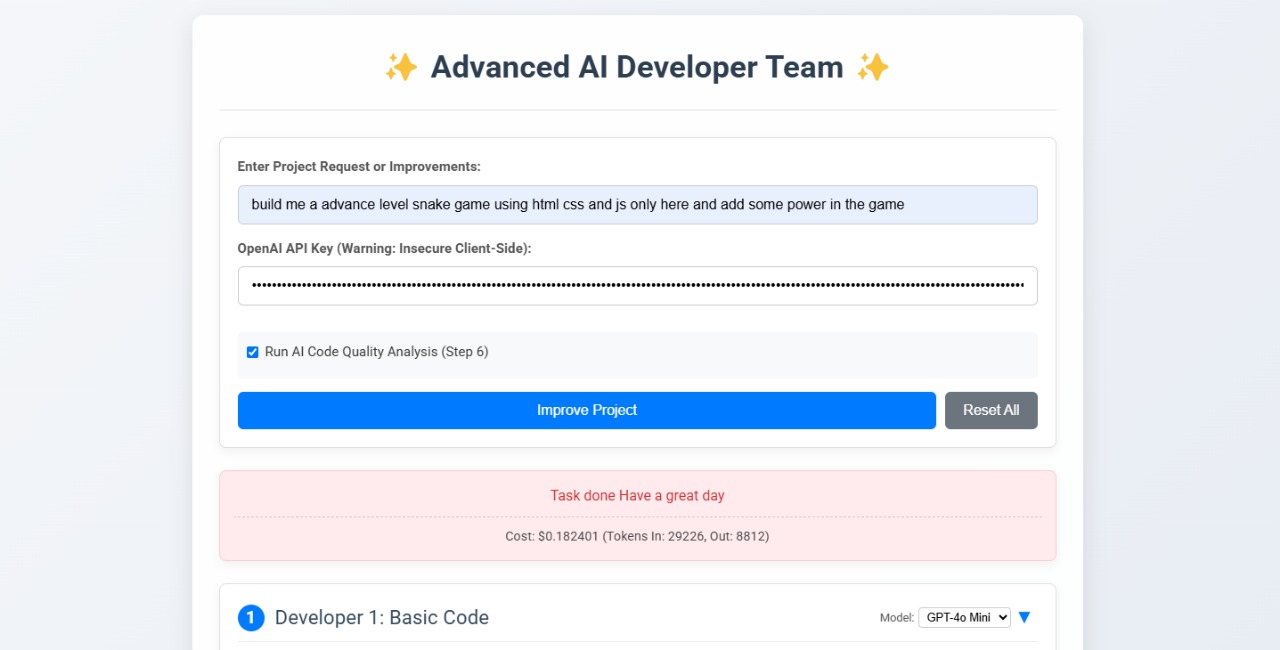 ✨ Advanced AI Developer Team ✨
Enter Project Request or Improvements:
build me a advance level snake game using html css and js only here and add some power in the game
OpenAI API Key (Warning: Insecure Client-Side):
Run AI Code Quality Analysis (Step 6)
Improve Project
Reset All
Task done Have a great day
Cost: $0.182401 (Tokens In: 29226, Out: 8812)
1 Developer 1: Basic Code
Model: GPT-4o Mini